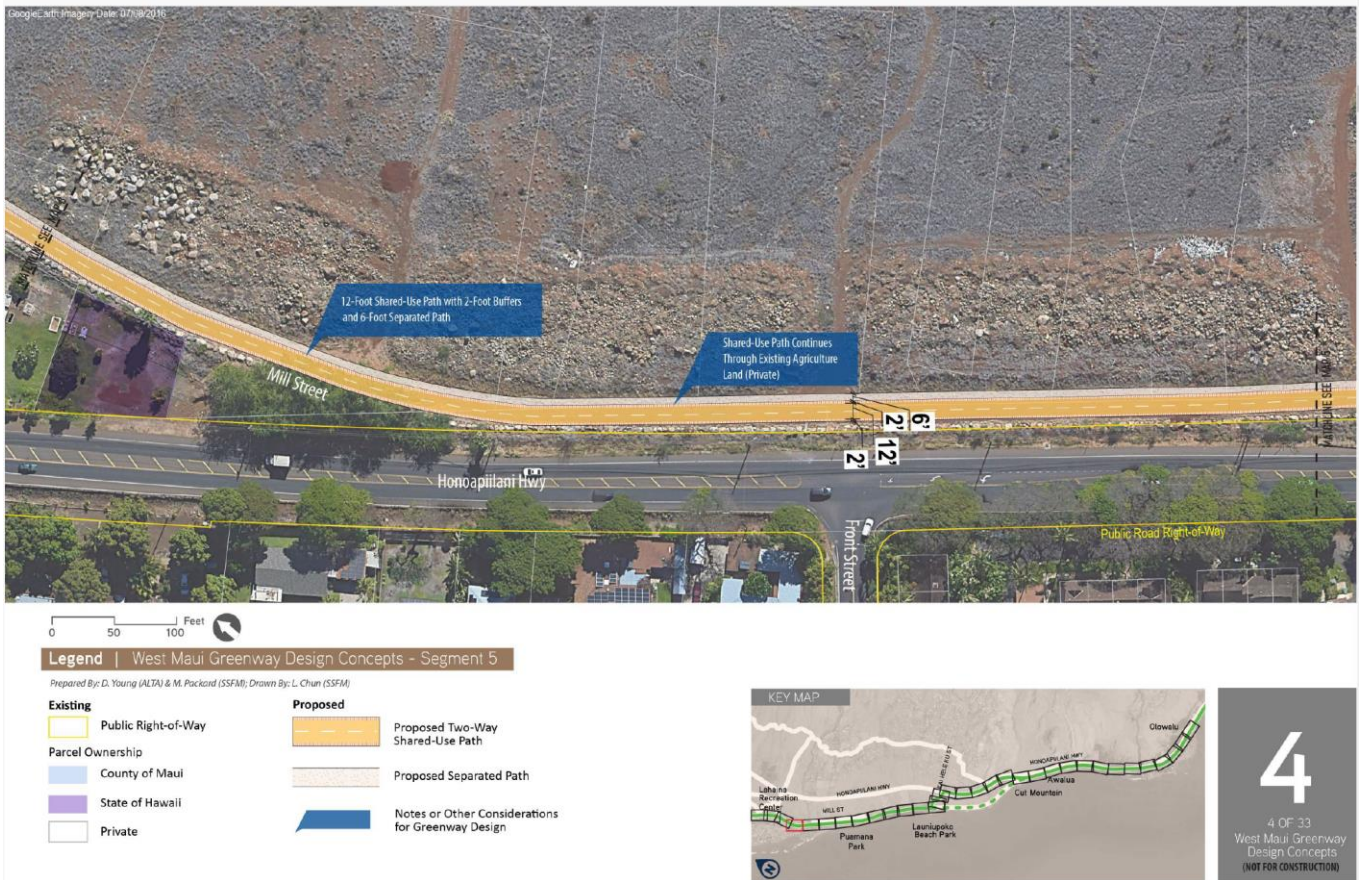 GoogleEarth Imagery Date: 07/08/2016
12-Foot Shared-Use Path with 2-Foot Buffers
and 6-Foot Separated Path
Shared-Use Path Continues
Through Existing Agriculture
Land (Private)
Mill Street
2'
6'
2'
12'
MATCHLINE SEE MAP
Honoapiilani Hwy
Front Street
Public Road Right-of-Way
0
50
100
Feet
Legend | West Maui Greenway Design Concepts - Segment 5
Prepared By: D. Young (ALTA) & M. Packard (SSFM); Drawn By: L. Chun (SSFM)
Existing
Public Right-of-Way
Parcel Ownership
County of Maui
State of Hawaii
Private
Proposed
Proposed Two-Way
Shared-Use Path
Proposed Separated Path
Notes or Other Considerations
for Greenway Design
KEY MAP
Olowalu
HONOAPIILANI HWY
Awalua
Cut Mountain
HONOAPIILANI HWY
Lahaina
Recreation
Center
MILL ST
Launiupoko
Beach Park
Puamana
Park
N
4
4 OF 33
West Maui Greenway
Design Concepts
(NOT FOR CONSTRUCTION)